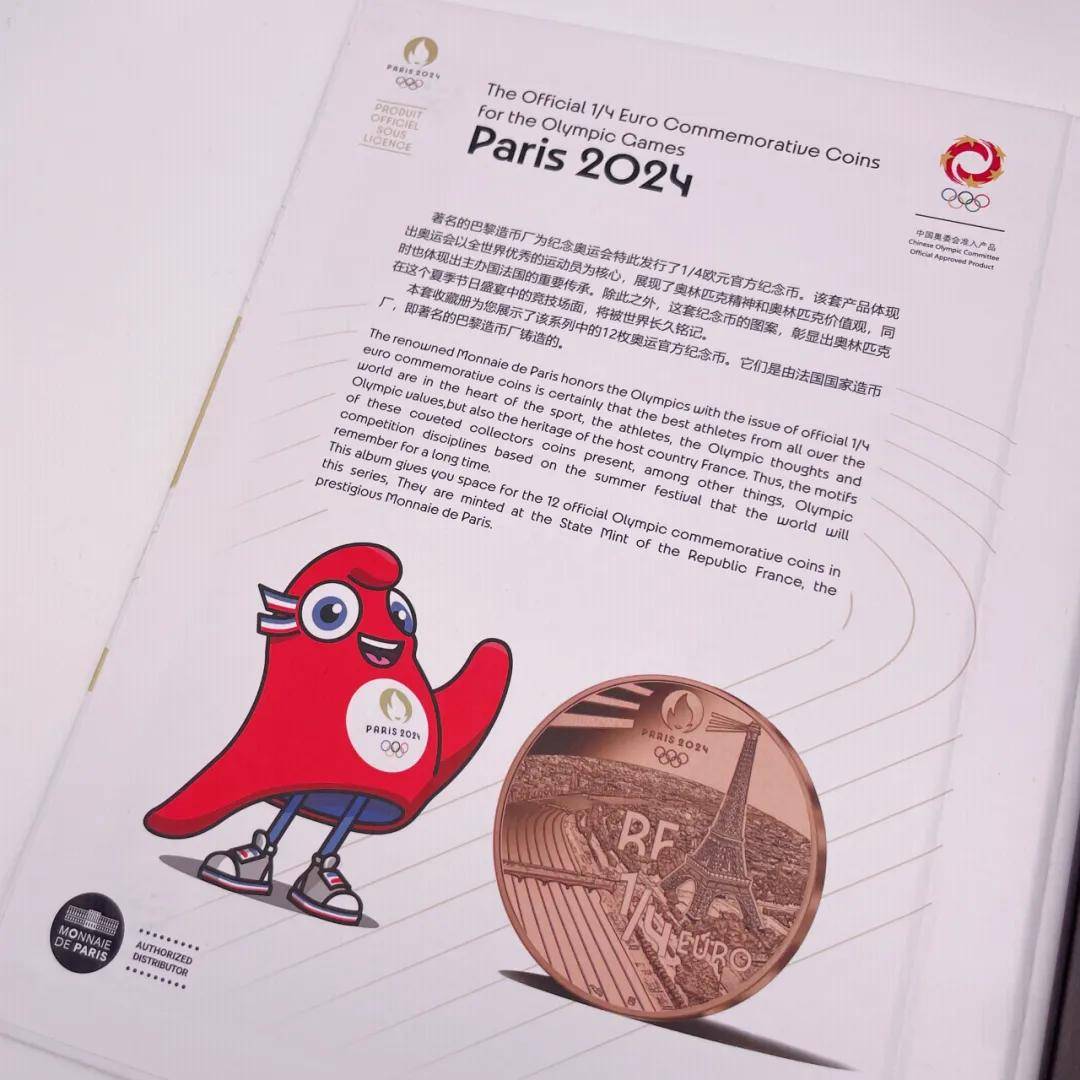 PARIS 2024
PRODUIT
OFFICIEL
SOUS
LICENCE
The Official 1/4 Euro Commemorative Coins
for the Olympic Games
Paris 2024
中国奥委会准入产品
Chinese Olympic Committee
Official Approved Product
著名的巴黎造币厂为纪念奥运会特此发行了1/4欧元官方纪念币。该套产品体现
出奥运会以全世界优秀的运动员为核心，展现了奥林匹克精神和奥林匹克价值观，同
时也体现出主办国法国的重要传承。除此之外，这套纪念币的图案，彰显出奥林匹克
在这个夏季节日盛宴中的竞技场面，将被世界长久铭记。
本套收藏册为您展示了该系列中的12枚奥运官方纪念币。它们是由法国国家造币
厂，即著名的巴黎造币厂铸造的。
The renowned Monnaie de Paris honors the Olympics with the issue of official 1/4
euro commemorative coins is certainly that the best athletes from all over the
world are in the heart of the sport, the athletes, the Olympic thoughts and
Olympic values,but also the heritage of the host country France. Thus, the motifs
of these coveted collectors coins present, among other things, Olympic
competition disciplines based on the summer festival that the world will
remember for a long time.
This album gives you space for the 12 official Olympic commemorative coins in
this series, They are minted at the State Mint of the Republic France, the
prestigious Monnaie de Paris.
PARIS 2024
PARIS 2024
RF
1/4 EURO
MONNAIE
DE PARIS
AUTHORIZED
DISTRIBUTOR